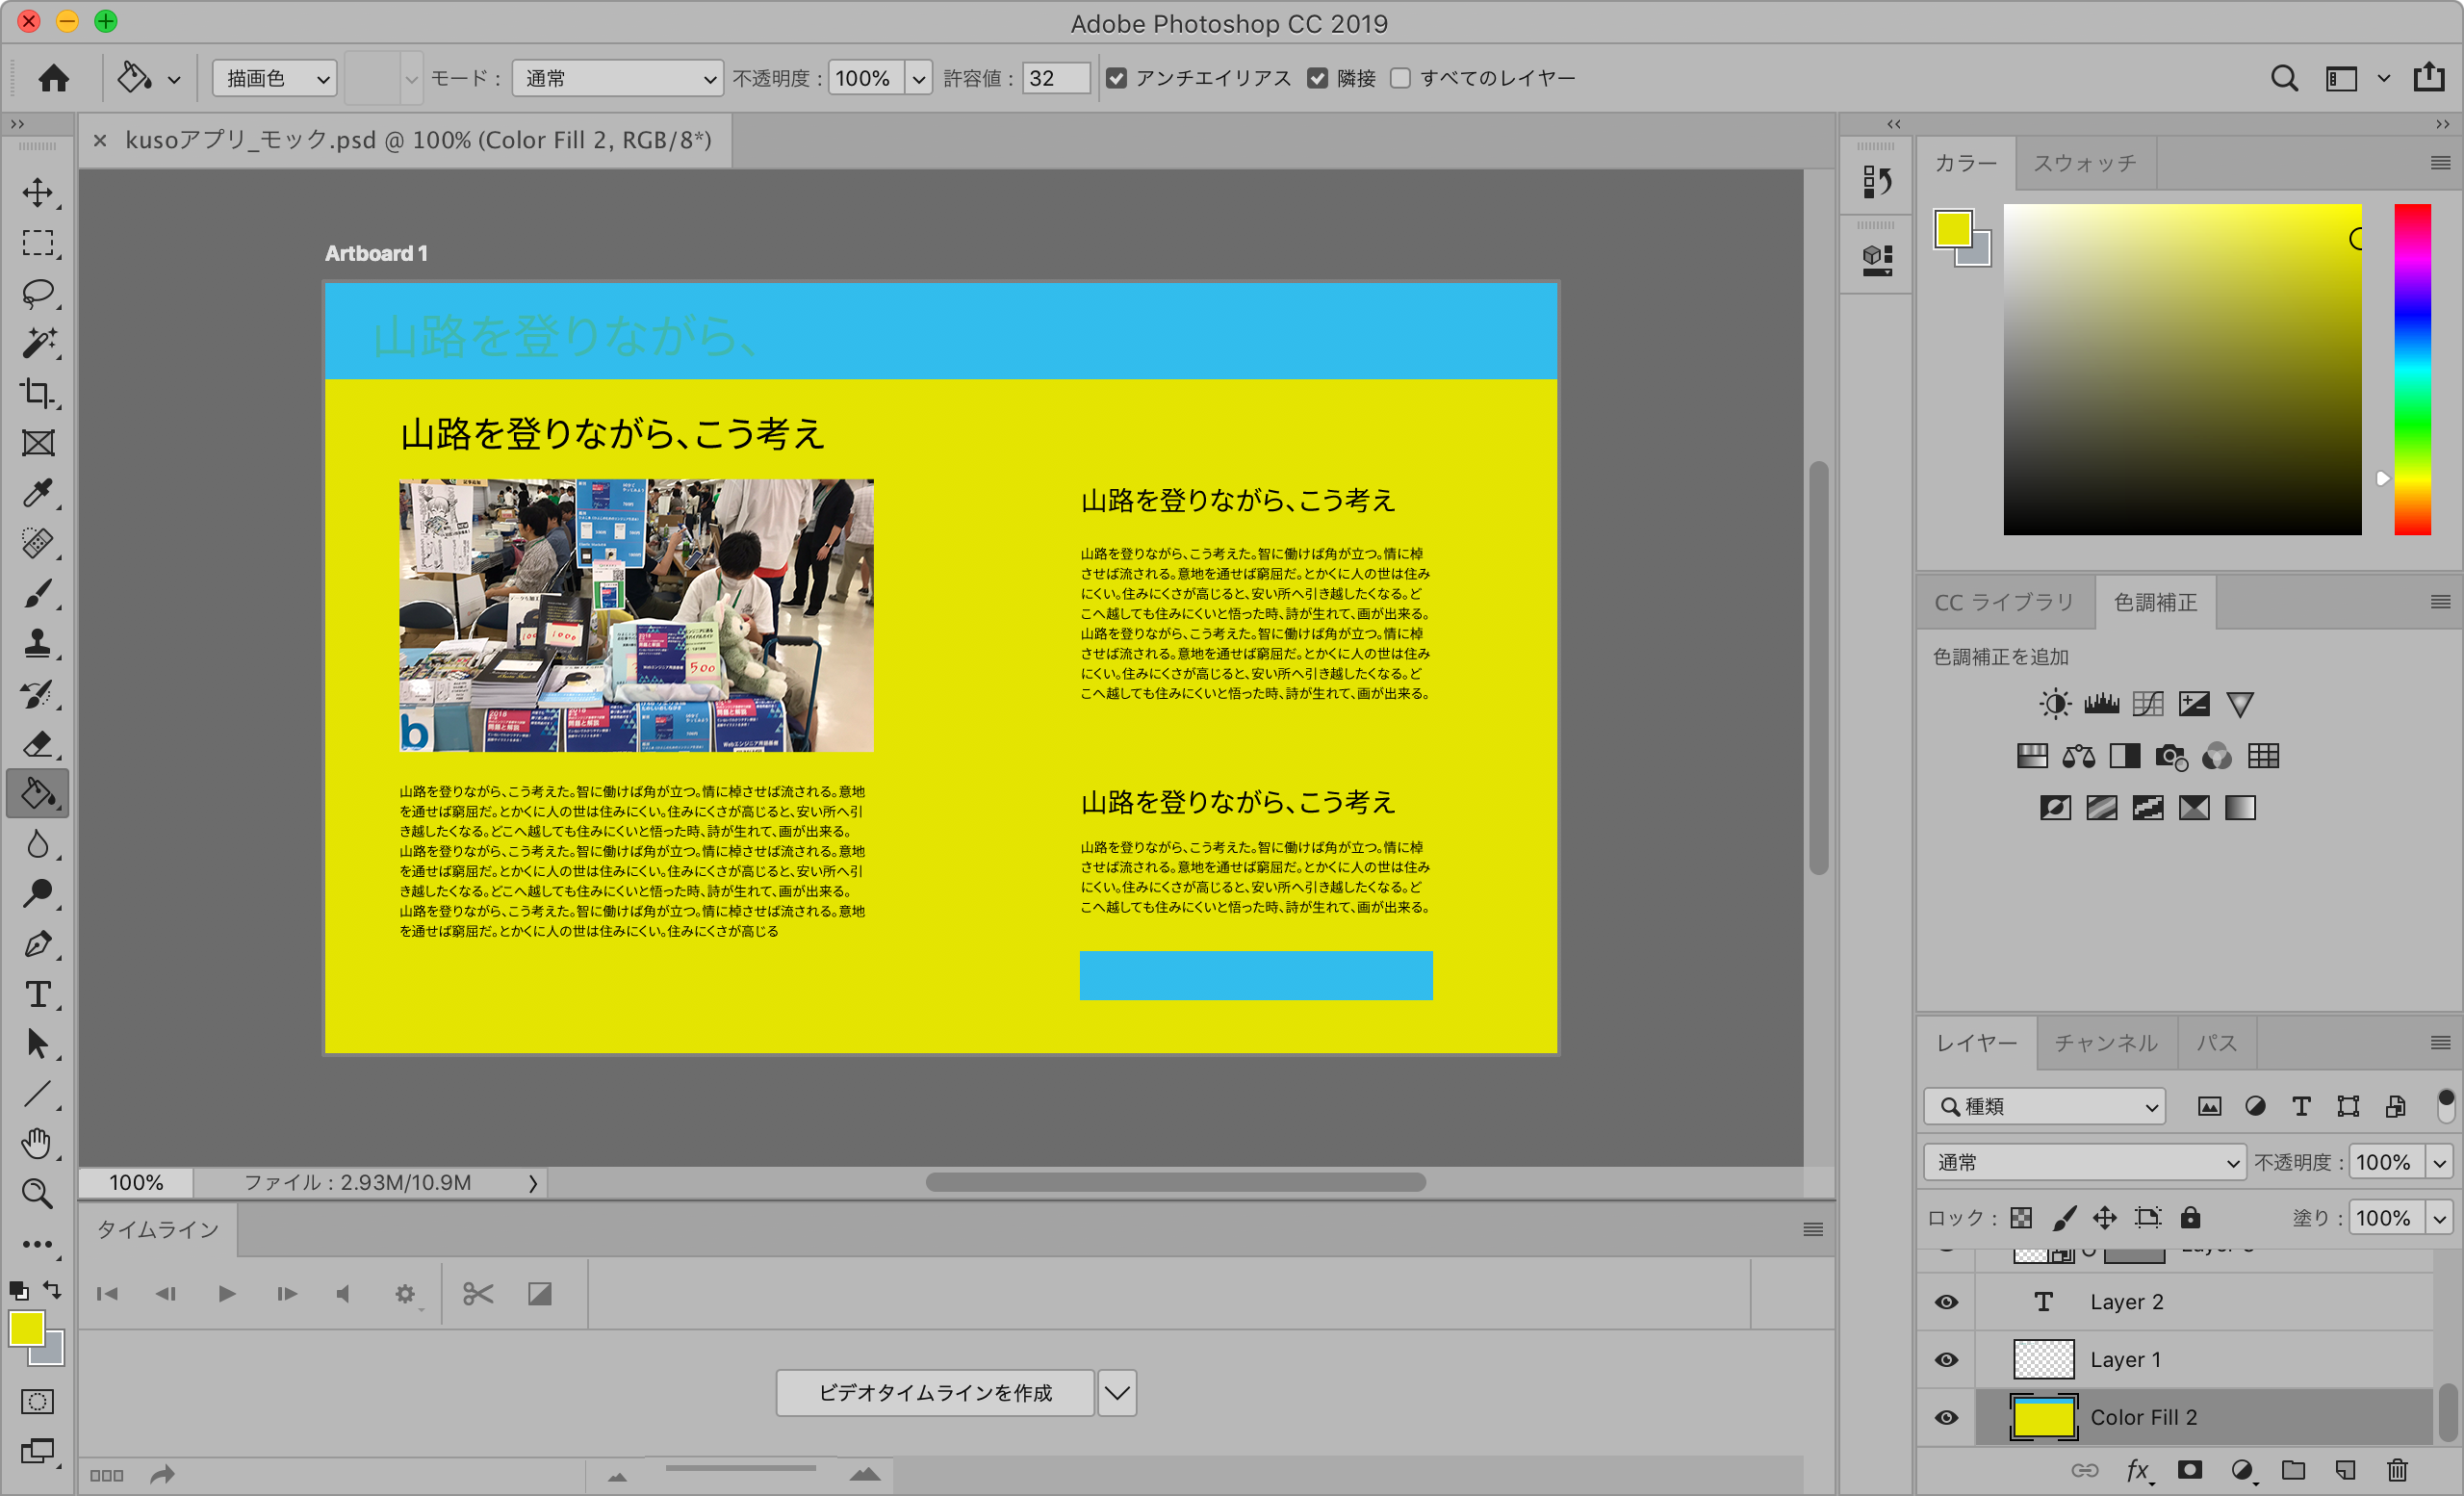 Adobe Photoshop CC 2019
描画色 モード： 通常 不透明度： 100% 許容値： 32 アンチエイリアス 隣接 すべてのレイヤー
kusoアプリ_モック.psd @ 100% (Color Fill 2, RGB/8*)
Artboard 1
山路を登りながら、
山路を登りながら、こう考え
500
b
山路を登りながら、こう考えた。智に働けば角が立つ。情に棹させば流される。意地
を通せば窮屈だ。とかくに人の世は住みにくい。住みにくさが高じると、安い所へ引
き越したくなる。どこへ越しても住みにくいと悟った時、詩が生れて、画が出来る。
山路を登りながら、こう考えた。智に働けば角が立つ。情に棹させば流される。意地
を通せば窮屈だ。とかくに人の世は住みにくい。住みにくさが高じると、安い所へ引
き越したくなる。どこへ越しても住みにくいと悟った時、詩が生れて、画が出来る。
山路を登りながら、こう考えた。智に働けば角が立つ。情に棹させば流される。意地
を通せば窮屈だ。とかくに人の世は住みにくい。住みにくさが高じる
山路を登りながら、こう考え
山路を登りながら、こう考えた。智に働けば角が立つ。情に棹
させば流される。意地を通せば窮屈だ。とかくに人の世は住み
にくい。住みにくさが高じると、安い所へ引き越したくなる。ど
こへ越しても住みにくいと悟った時、詩が生れて、画が出来る。
山路を登りながら、こう考えた。智に働けば角が立つ。情に棹
させば流される。意地を通せば窮屈だ。とかくに人の世は住み
にくい。住みにくさが高じると、安い所へ引き越したくなる。ど
こへ越しても住みにくいと悟った時、詩が生れて、画が出来る。
山路を登りながら、こう考え
山路を登りながら、こう考えた。智に働けば角が立つ。情に棹
させば流される。意地を通せば窮屈だ。とかくに人の世は住み
にくい。住みにくさが高じると、安い所へ引き越したくなる。ど
こへ越しても住みにくいと悟った時、詩が生れて、画が出来る。
100% ファイル：2.93M/10.9M
タイムライン
ビデオタイムラインを作成
カラー スウォッチ
CC ライブラリ 色調補正
色調補正を追加
レイヤー チャンネル パス
種類
通常 不透明度： 100%
ロック： 塗り： 100%
Layer 2
Layer 1
Color Fill 2
fx